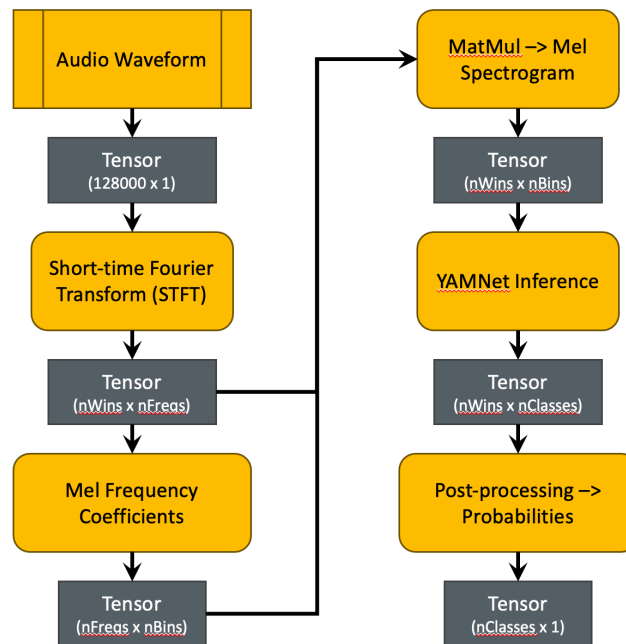 Audio Waveform
Tensor
(128000 x 1)
Short-time Fourier
Transform (STFT)
Tensor
(nWins x nFreqs)
Mel Frequency
Coefficients
Tensor
(nFreqs x nBins)
MatMul –> Mel
Spectrogram
Tensor
(nWins x nBins)
YAMNet Inference
Tensor
(nWins x nClasses)
Post-processing –>
Probabilities
Tensor
(nClasses x 1)